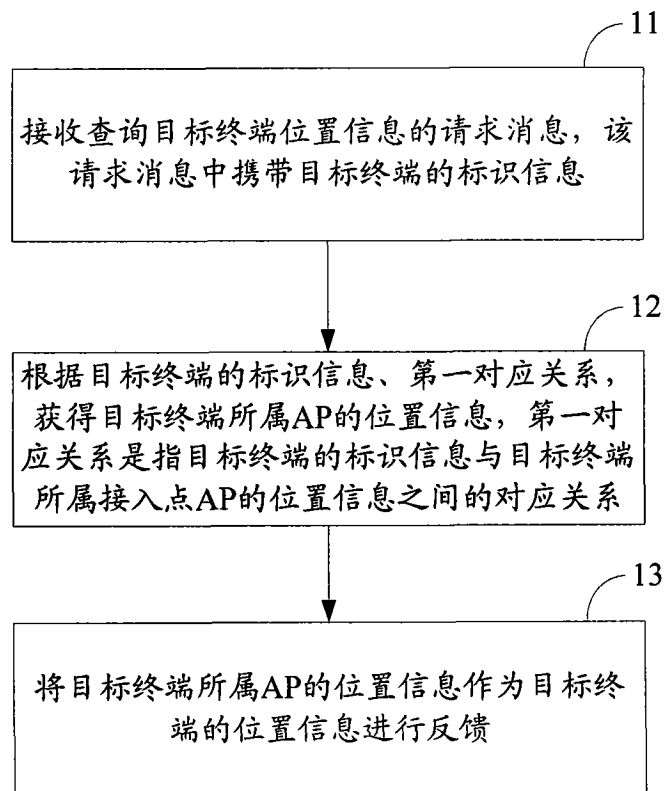 11
接收查询目标终端位置信息的请求消息，该
请求消息中携带目标终端的标识信息
12
根据目标终端的标识信息、第一对应关系，
获得目标终端所属AP的位置信息，第一对
应关系是指目标终端的标识信息与目标终端
所属接入点AP的位置信息之间的对应关系
13
将目标终端所属AP的位置信息作为目标终
端的位置信息进行反馈